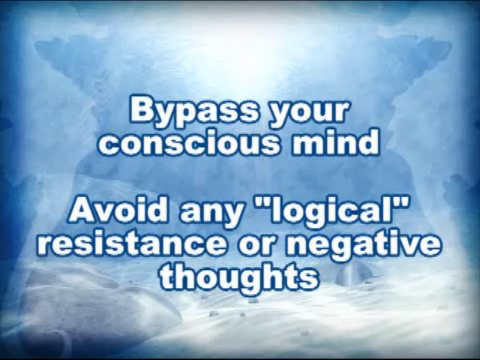 Bypass your
conscious mind
Avoid any "logical"
resistance or negative
thoughts